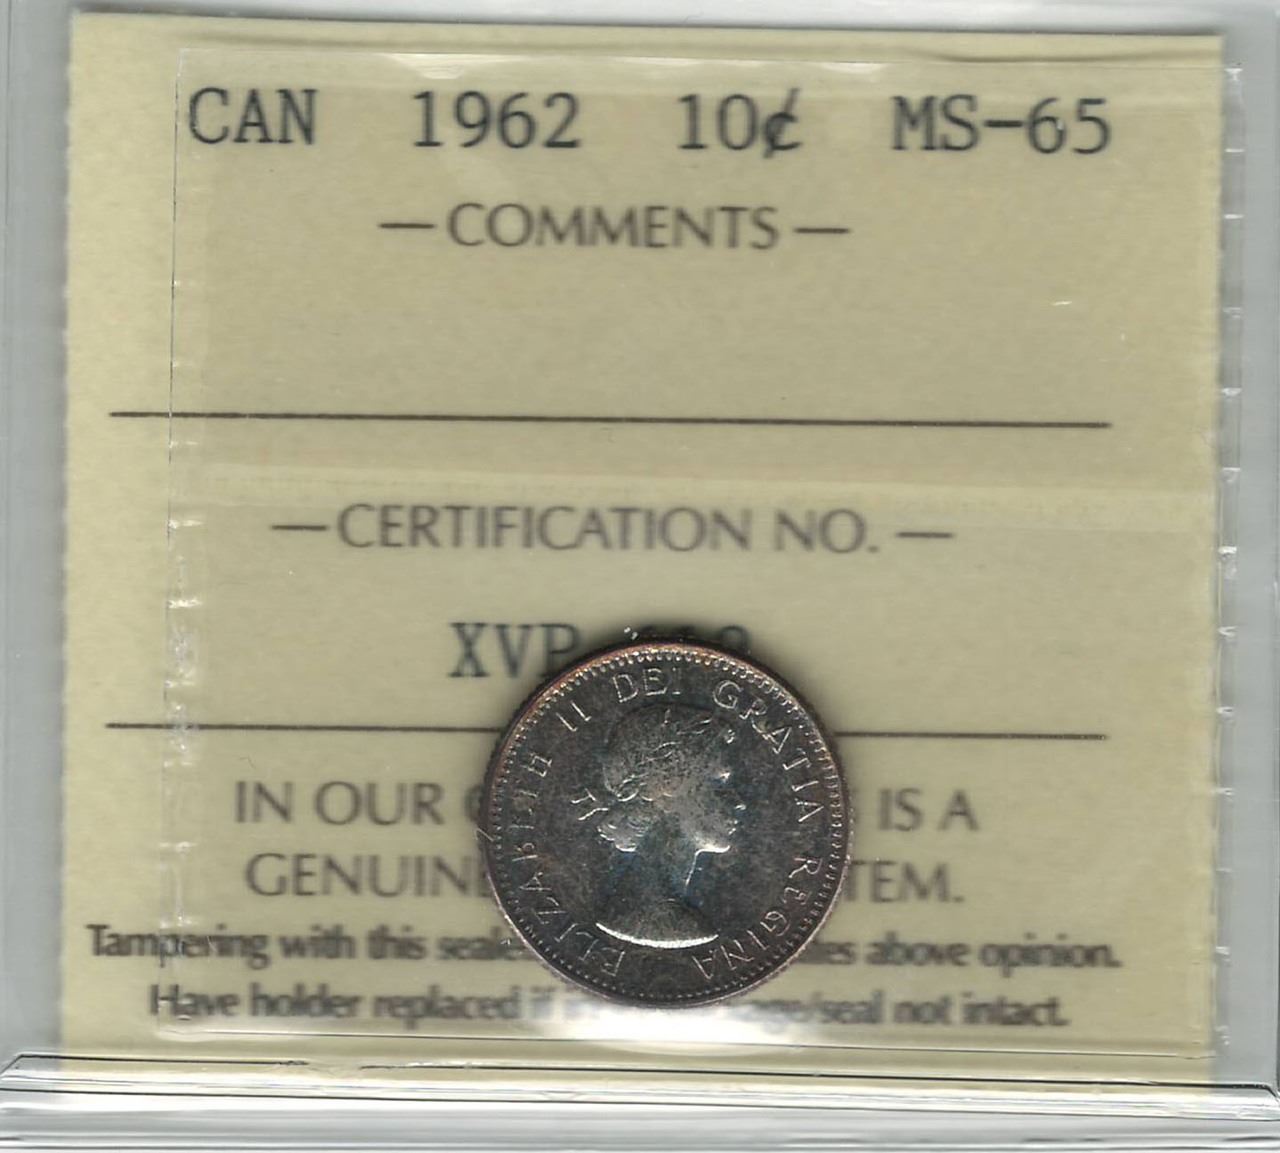 CAN 1962 10¢ MS-65
— COMMENTS —
— CERTIFICATION NO. —
XVP
IN OUR IS A
GENUINE
Tampering with this seal above opinion.
Have holder replaced if seal not intact.
ELIZABETH II DEI GRATIA REGINA